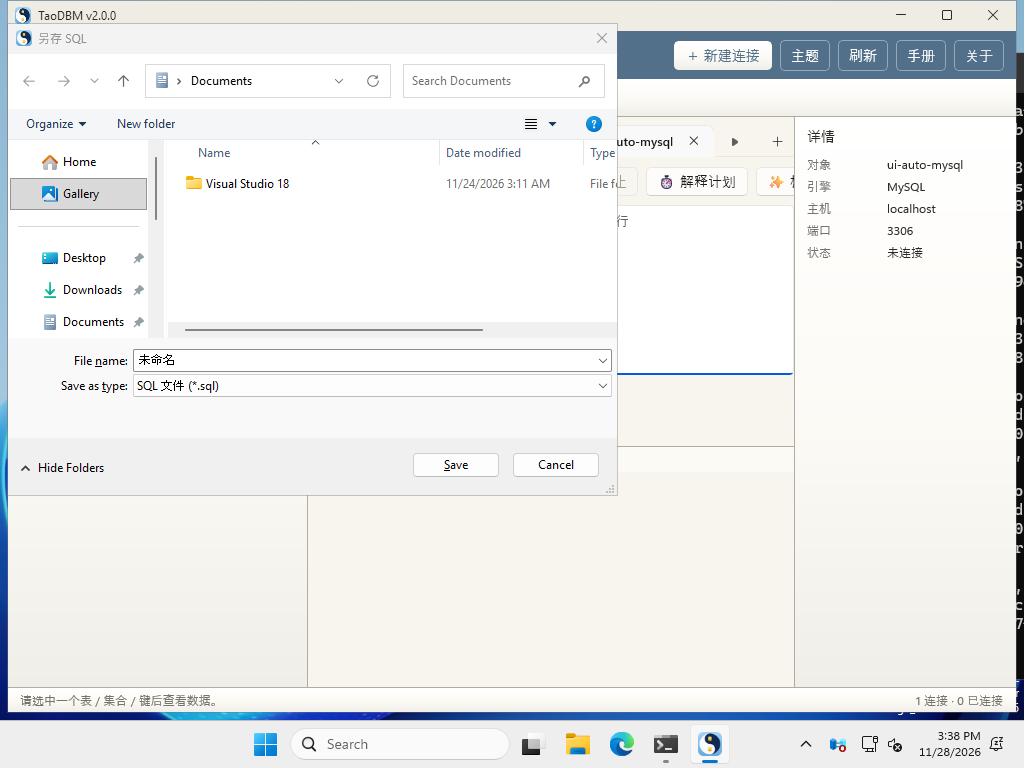 TaoDBM v2.0.0
另存 SQL
+ 新建连接
主题
刷新
手册
关于
Documents
Search Documents
Organize
New folder
Home
Gallery
Desktop
Downloads
Documents
Name
Date modified
Type
Visual Studio 18
11/24/2026 3:11 AM
File
File name:
未命名
Save as type:
SQL 文件 (*.sql)
Hide Folders
Save
Cancel
uto-mysql
止
解释计划
行
详情
对象
ui-auto-mysql
引擎
MySQL
主机
localhost
端口
3306
状态
未连接
请选中一个表 / 集合 / 键后查看数据。
1 连接 · 0 已连接
Search
3:38 PM
11/28/2026